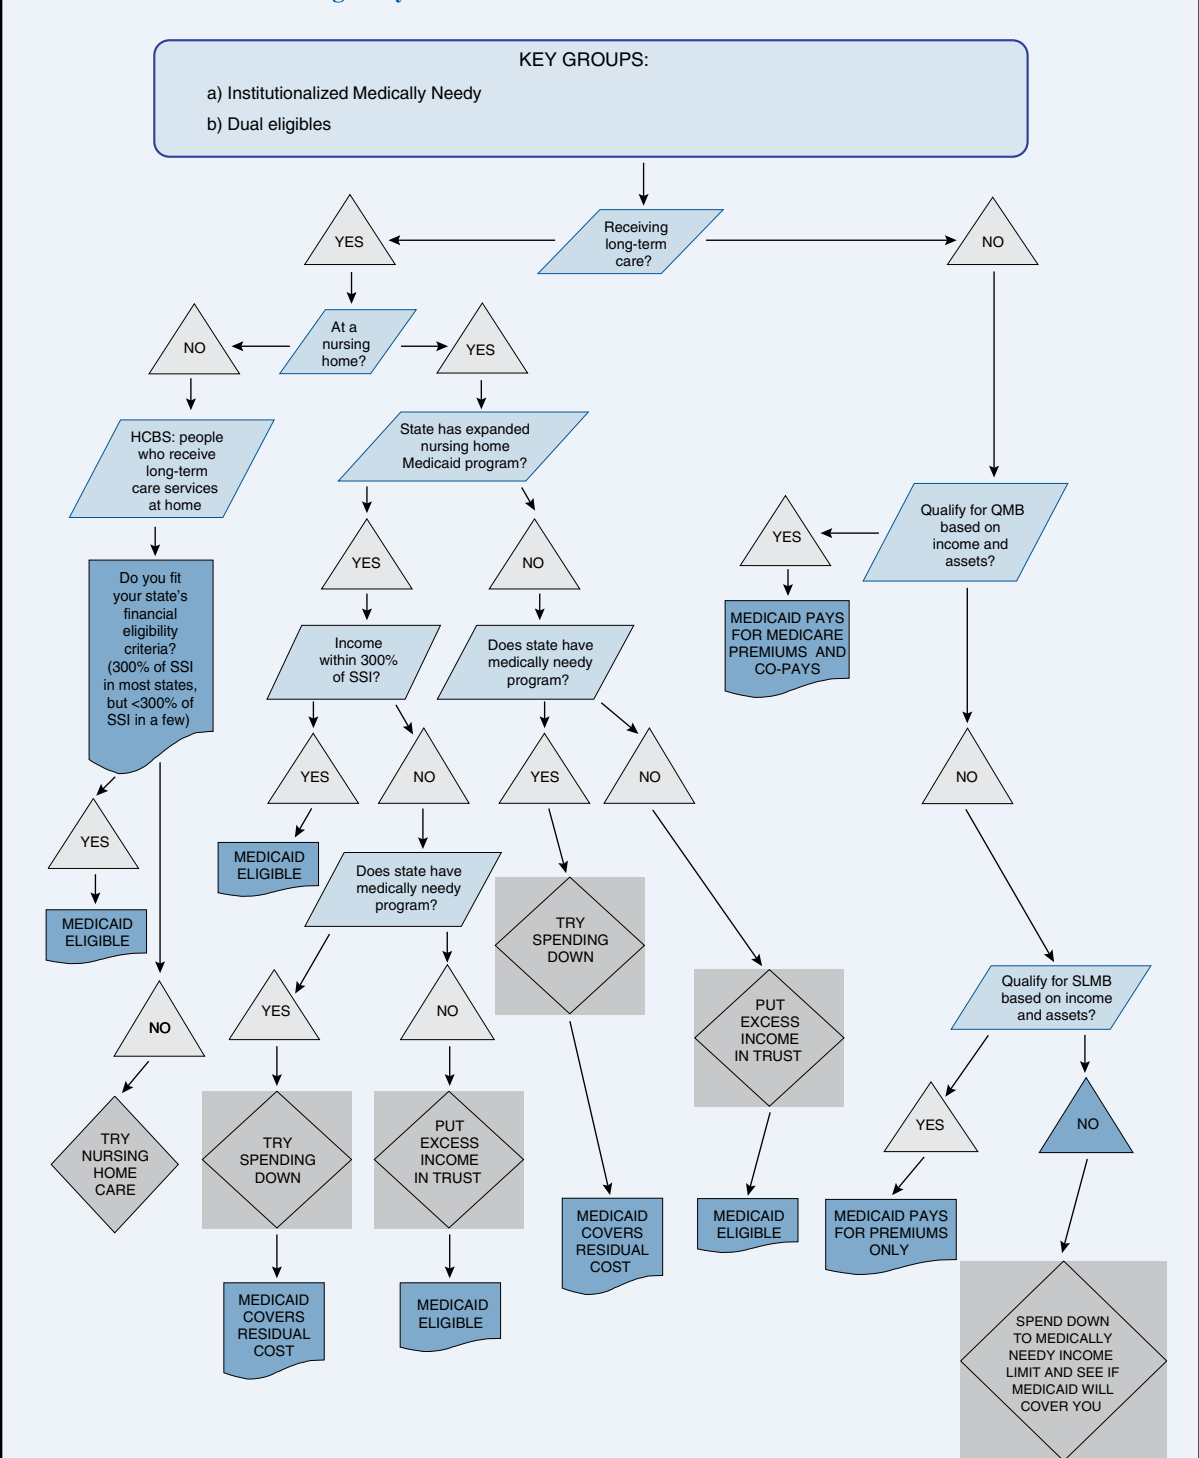 KEY GROUPS:
a) Institutionalized Medically Needy
b) Dual eligibles
Receiving
long-term
care?
YES
NO
At a
nursing
home?
NO
YES
HCBS: people
who receive
long-term
care services
at home
State has expanded
nursing home
Medicaid program?
Qualify for QMB
based on
income and
assets?
YES
YES
NO
Do you fit
your state's
financial
eligibility
criteria?
(300% of SSI
in most states,
but <300% of
SSI in a few)
MEDICAID PAYS
FOR MEDICARE
PREMIUMS AND
CO-PAYS
Income
within 300%
of SSI?
Does state have
medically needy
program?
YES
NO
YES
NO
NO
YES
MEDICAID
ELIGIBLE
Does state have
medically needy
program?
MEDICAID
ELIGIBLE
TRY
SPENDING
DOWN
NO
YES
NO
PUT
EXCESS
INCOME
IN TRUST
Qualify for SLMB
based on income
and assets?
TRY
NURSING
HOME
CARE
TRY
SPENDING
DOWN
PUT
EXCESS
INCOME
IN TRUST
YES
NO
MEDICAID
COVERS
RESIDUAL
COST
MEDICAID
ELIGIBLE
MEDICAID PAYS
FOR PREMIUMS
ONLY
MEDICAID
COVERS
RESIDUAL
COST
MEDICAID
ELIGIBLE
SPEND DOWN
TO MEDICALLY
NEEDY INCOME
LIMIT AND SEE IF
MEDICAID WILL
COVER YOU